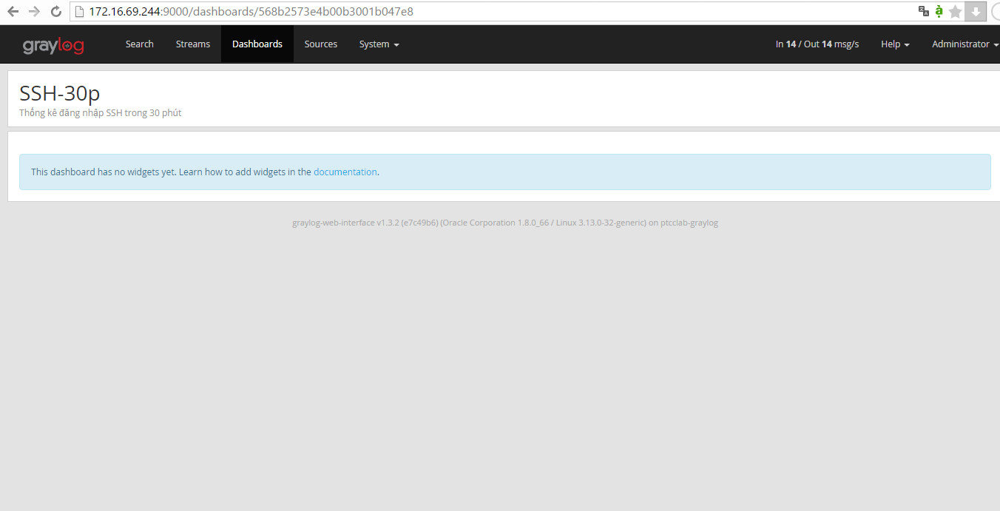 172.16.69.244:9000/dashboards/568b2573e4b00b3001b047e8
graylog Search Streams Dashboards Sources System In 14 / Out 14 msg/s Help Administrator
SSH-30p
Thống kê đăng nhập SSH trong 30 phút
This dashboard has no widgets yet. Learn how to add widgets in the documentation.
graylog-web-interface v1.3.2 (e7c49b6) (Oracle Corporation 1.8.0_66 / Linux 3.13.0-32-generic) on ptcclab-graylog